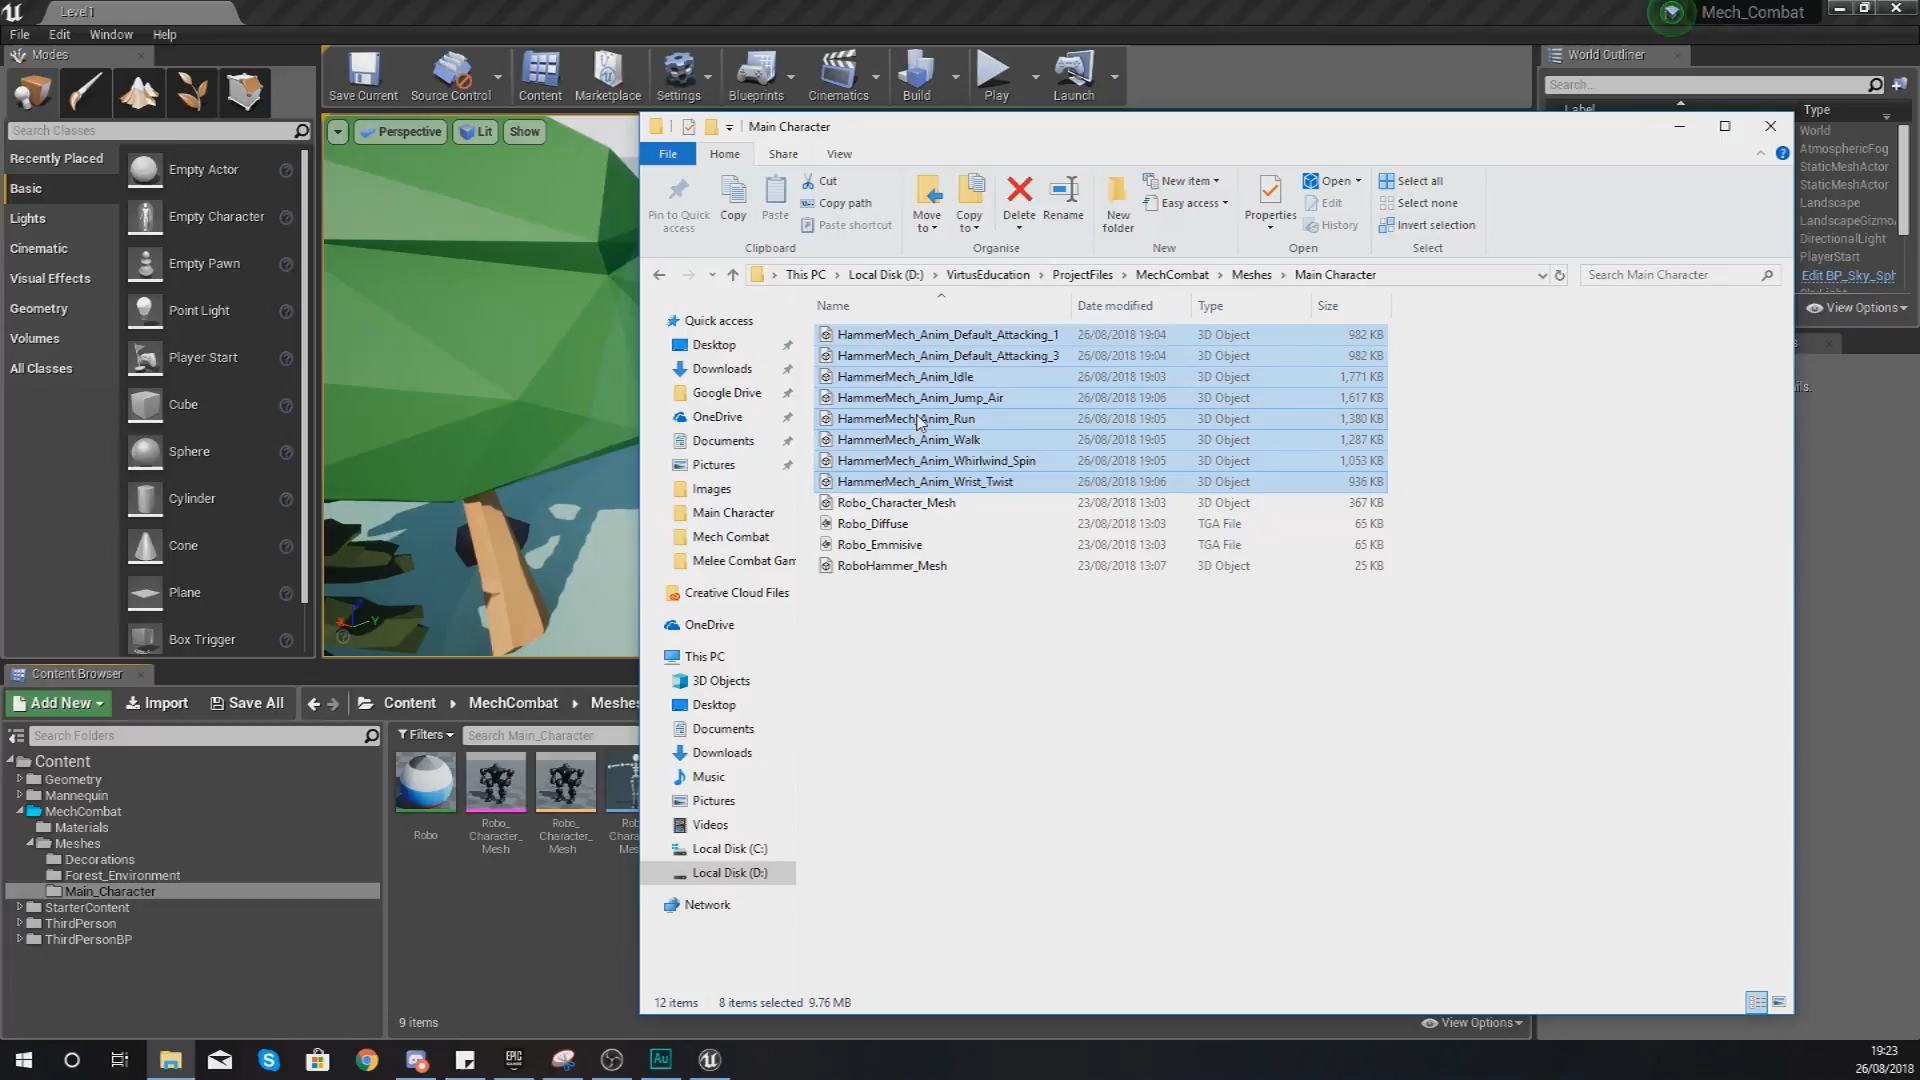 Level1
Mech_Combat
File Edit Window Help
Modes
World Outliner
Save Current
Source Control
Content
Marketplace
Settings
Blueprints
Cinematics
Build
Play
Launch
Search...
Label
Type
Search Classes
Recently Placed
Basic
Lights
Cinematic
Visual Effects
Geometry
Volumes
All Classes
Empty Actor
Empty Character
Empty Pawn
Point Light
Player Start
Cube
Sphere
Cylinder
Cone
Plane
Box Trigger
Perspective
Lit
Show
World
AtmosphericFog
StaticMeshActor
StaticMeshActor
Landscape
LandscapeGizmo
DirectionalLight
PlayerStart
Edit BP_Sky_Sph
View Options
Main Character
File Home Share View
Pin to Quick access
Copy
Paste
Cut
Copy path
Paste shortcut
Clipboard
Move to
Copy to
Delete
Rename
Organise
New folder
New item
Easy access
New
Properties
Open
Edit
History
Open
Select all
Select none
Invert selection
Select
This PC > Local Disk (D:) > VirtusEducation > ProjectFiles > MechCombat > Meshes > Main Character
Search Main Character
Name Date modified Type Size
HammerMech_Anim_Default_Attacking_1 26/08/2018 19:04 3D Object 982 KB
HammerMech_Anim_Default_Attacking_3 26/08/2018 19:04 3D Object 982 KB
HammerMech_Anim_Idle 26/08/2018 19:03 3D Object 1,771 KB
HammerMech_Anim_Jump_Air 26/08/2018 19:06 3D Object 1,617 KB
HammerMech_Anim_Run 26/08/2018 19:05 3D Object 1,380 KB
HammerMech_Anim_Walk 26/08/2018 19:05 3D Object 1,287 KB
HammerMech_Anim_Whirlwind_Spin 26/08/2018 19:05 3D Object 1,053 KB
HammerMech_Anim_Wrist_Twist 26/08/2018 19:06 3D Object 936 KB
Robo_Character_Mesh 23/08/2018 13:03 3D Object 367 KB
Robo_Diffuse 23/08/2018 13:03 TGA File 65 KB
Robo_Emmisive 23/08/2018 13:03 TGA File 65 KB
RoboHammer_Mesh 23/08/2018 13:07 3D Object 25 KB
Quick access
Desktop
Downloads
Google Drive
OneDrive
Documents
Pictures
Images
Main Character
Mech Combat
Melee Combat Gam
Creative Cloud Files
OneDrive
This PC
3D Objects
Desktop
Documents
Downloads
Music
Pictures
Videos
Local Disk (C:)
Local Disk (D:)
Network
12 items 8 items selected 9.76 MB
Y
Content Browser
Add New Import Save All Content MechCombat Meshes
Search Folders
Filters
Search Main_Character
Content
Geometry
Mannequin
MechCombat
Materials
Meshes
Decorations
Forest_Environment
Main_Character
StarterContent
ThirdPerson
ThirdPersonBP
Robo
Robo_
Character_
Mesh
Robo_
Character_
Mesh
9 items
View Options
EPIC
Au
19:23
26/08/2018